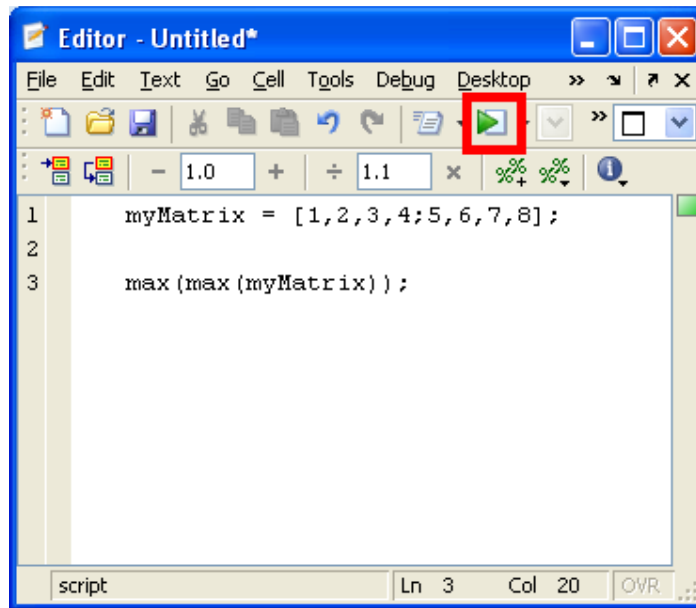 Editor - Untitled*
File Edit Text Go Cell Tools Debug Desktop »
»
- 1.0 + ÷ 1.1 × %%+ %%
1 myMatrix = [1,2,3,4;5,6,7,8];
2
3 max(max(myMatrix));
script Ln 3 Col 20 OVR